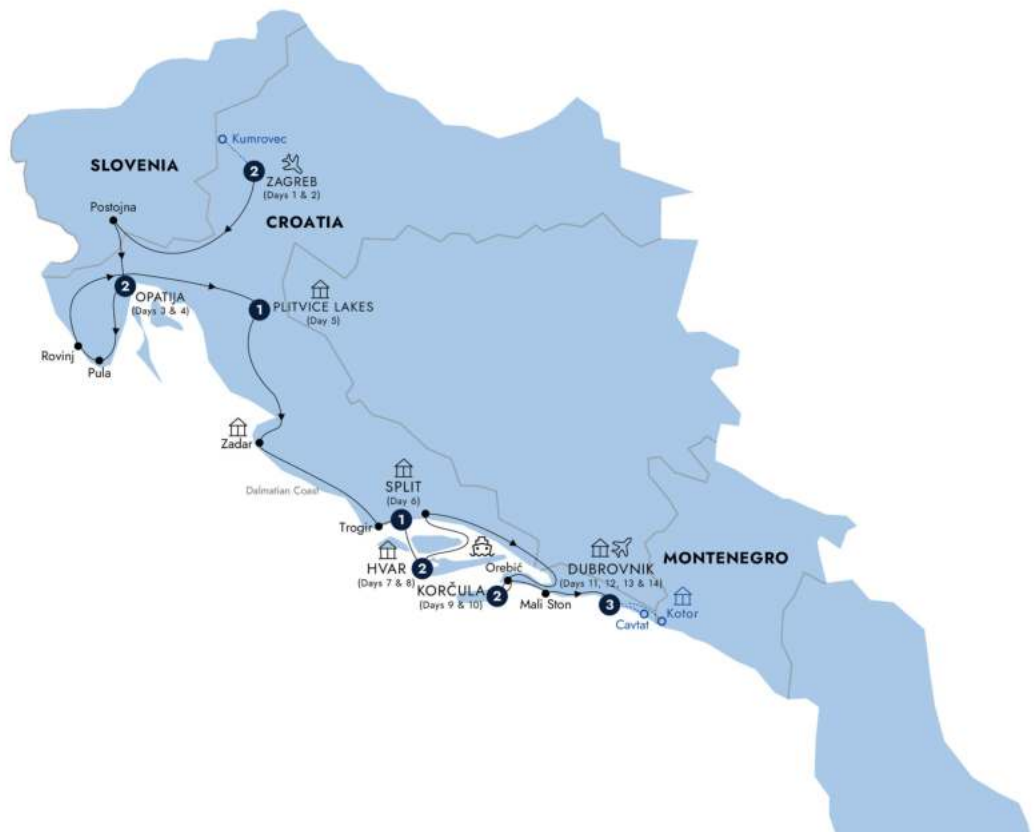 Kumrovec
SLOVENIA
2
ZAGREB
(Days 1 & 2)
Postojna
CROATIA
2
OPATIJA
(Days 3 & 4)
1
PLITVICE LAKES
(Day 5)
Rovinj
Pula
Zadar
Dalmatian Coast
SPLIT
(Day 6)
1
Trogir
HVAR
(Days 7 & 8)
2
Orebić
KORČULA
(Days 9 & 10)
2
Mali Ston
DUBROVNIK
(Days 11, 12, 13 & 14)
3
MONTENEGRO
Kotor
Cavtat